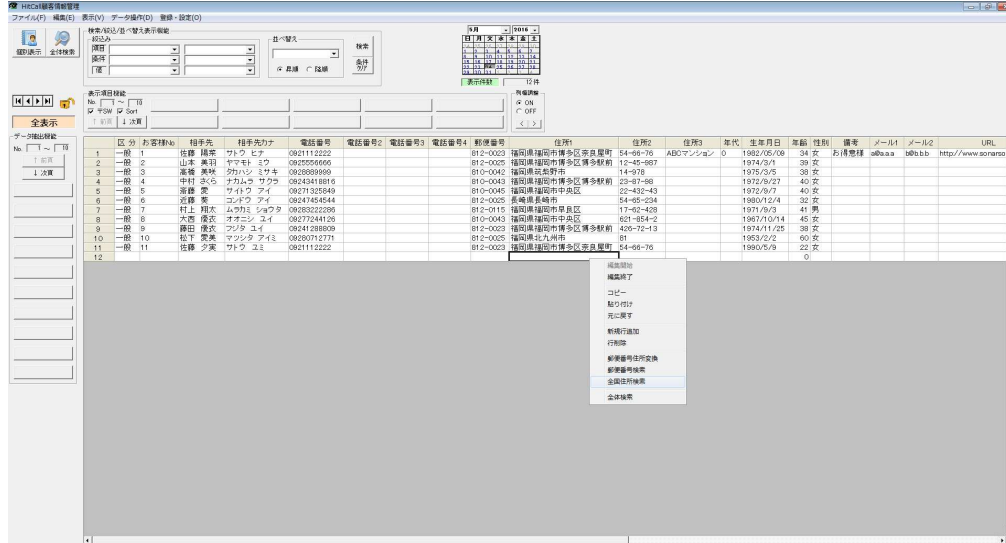 HitCall顧客情報管理
ファイル(F) 編集(E) 表示(V) データ操作(D) 登録・設定(O)
個別表示 全体検索
検索/絞込/並べ替え表示機能
絞込み
項目
条件
値
並べ替え
昇順 降順
検索
条件クリア
5月 2016
日 月 火 水 木 金 土
表示件数 12 件
全表示
表示項目機能
No. 1 ~ 10
〒SW Sort
↑ 前頁 ↓ 次頁
列幅調整
ON
OFF
< >
データ抽出機能
No. 1 ~ 10
↑ 前頁
↓ 次頁
区分 お客様No 相手先 相手先カナ 電話番号 電話番号2 電話番号3 電話番号4 郵便番号 住所1 住所2 住所3 年代 生年月日 年齢 性別 備考 メール1 メール2 URL
1 一般 1 佐藤 陽菜 サトウ ヒナ 0921112222 812-0023 福岡県福岡市博多区奈良屋町 54-66-76 ABCマンション 0 1982/05/08 34 女 お得意様 a@a.a.a b@b.b.b http://www.sonarso
2 一般 2 山本 美羽 ヤマモト ミウ 0925556666 812-0025 福岡県福岡市博多区博多駅前 12-45-987 1974/3/1 39 女
3 一般 3 高橋 美咲 タカハシ ミサキ 0928889999 810-0042 福岡県筑紫野市 14-978 1975/3/5 38 女
4 一般 4 中村 さくら ナカムラ サクラ 09243418816 810-0043 福岡県福岡市博多区博多駅前 23-87-98 1972/9/27 40 女
5 一般 5 斎藤 愛 サイトウ アイ 09271325849 810-0043 福岡県福岡市中央区 22-432-43 1972/9/7 40 女
6 一般 6 近藤 葵 コンドウ アイ 09247454544 812-0025 長崎県長崎市 54-65-234 1980/12/4 32 女
7 一般 7 村上 翔太 ムラカミ ショウタ 09283222286 812-0115 福岡県福岡市早良区 17-62-428 1971/9/3 41 男
8 一般 8 大西 優衣 オオニシ ユイ 09277244126 810-0043 福岡県福岡市中央区 621-854-2 1967/10/14 45 女
9 一般 9 藤田 優衣 フジタ ユイ 09241288809 812-0023 福岡県福岡市博多区博多駅前 426-72-13 1974/11/25 38 女
10 一般 10 松下 愛美 マツシタ アイミ 09280712771 812-0025 福岡県北九州市 81 1953/2/2 60 女
11 一般 11 佐藤 夕実 サトウ ユミ 0921112222 812-0023 福岡県福岡市博多区奈良屋町 54-66-76 1990/5/9 22 女
12 0
編集開始
編集終了
コピー
貼り付け
元に戻す
新規行追加
行削除
郵便番号住所変換
郵便番号検索
全国住所検索
全体検索